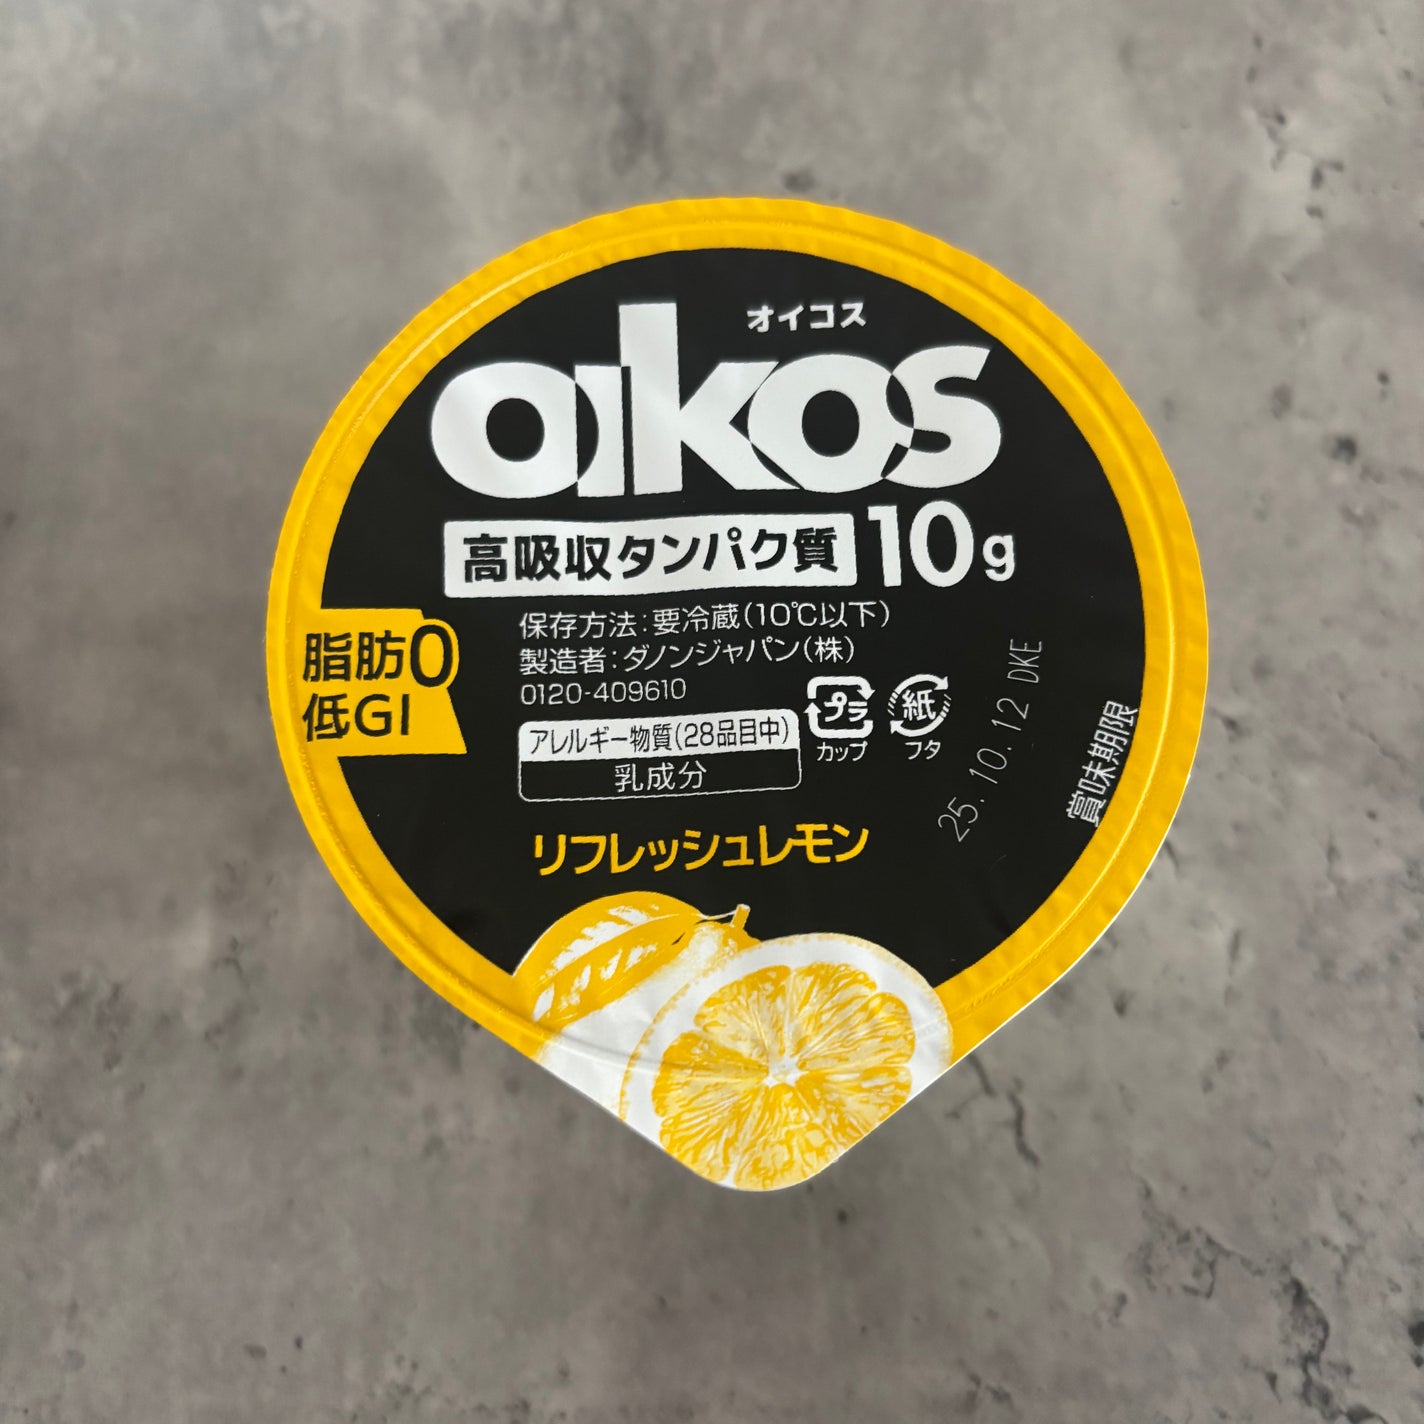 オイコス
oikos
高吸収タンパク質 10g
脂肪0
低GI
保存方法:要冷蔵(10℃以下)
製造者:ダノンジャパン(株)
0120-409610
アレルギー物質(28品目中)
乳成分
プラ
カップ
紙
フタ
25.10.12 DKE
賞味期限
リフレッシュレモン